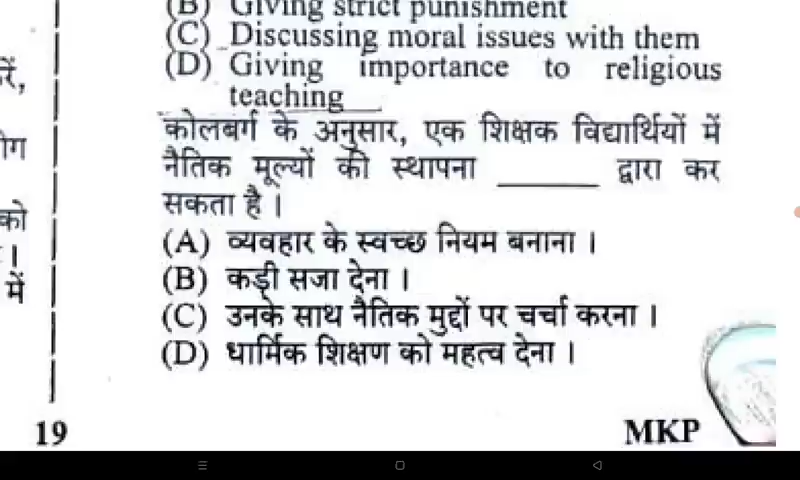 (B) Giving strict punishment
(C) Discussing moral issues with them
(D) Giving importance to religious
teaching
कोलबर्ग के अनुसार, एक शिक्षक विद्यार्थियों में
नैतिक मूल्यों की स्थापना ______ द्वारा कर
सकता है ।
(A) व्यवहार के स्वच्छ नियम बनाना ।
(B) कड़ी सजा देना ।
(C) उनके साथ नैतिक मुद्दों पर चर्चा करना ।
(D) धार्मिक शिक्षण को महत्व देना ।
को
में
19
MKP